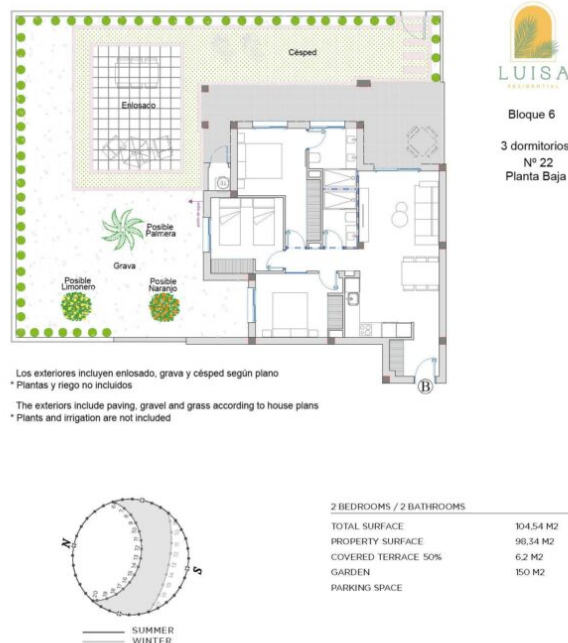 LUISA
RESIDENTIAL
Bloque 6
3 dormitorios
Nº 22
Planta Baja
Césped
Enlosaco
Posible
Palmera
Grava
Posible
Limonero
Posible
Naranjo
B
Los exteriores incluyen enlosado, grava y césped según plano
* Plantas y riego no incluidos
The exteriors include paving, gravel and grass according to house plans
* Plants and irrigation are not included
N
S
SUMMER
WINTER
2 BEDROOMS / 2 BATHROOMS
TOTAL SURFACE 104,54 M2
PROPERTY SURFACE 98,34 M2
COVERED TERRACE 50% 6,2 M2
GARDEN 150 M2
PARKING SPACE